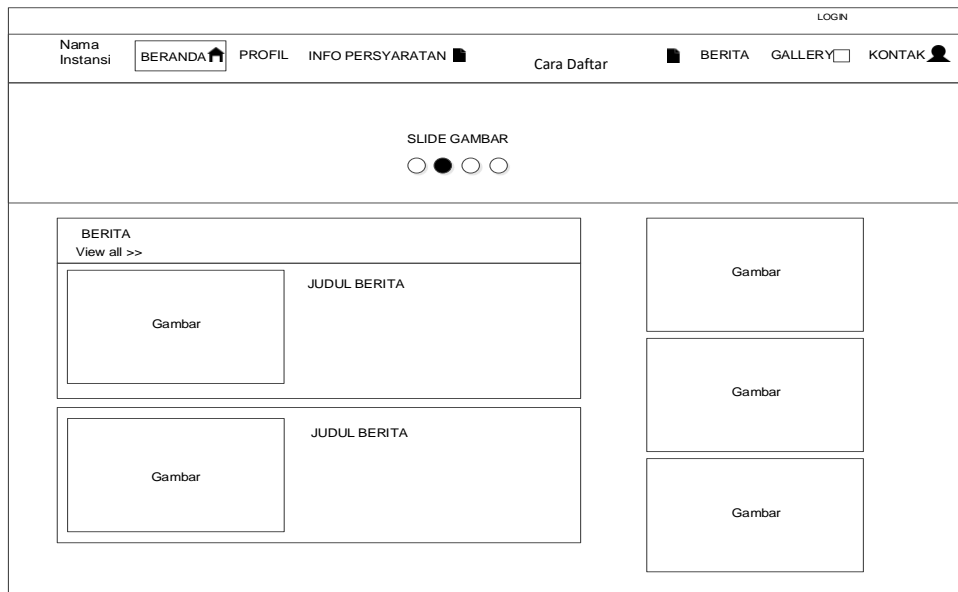 LOGIN
Nama
Instansi
BERANDA
PROFIL
INFO PERSYARATAN
Cara Daftar
BERITA
GALLERY
KONTAK
SLIDE GAMBAR
BERITA
View all >>
Gambar
JUDUL BERITA
Gambar
JUDUL BERITA
Gambar
Gambar
Gambar